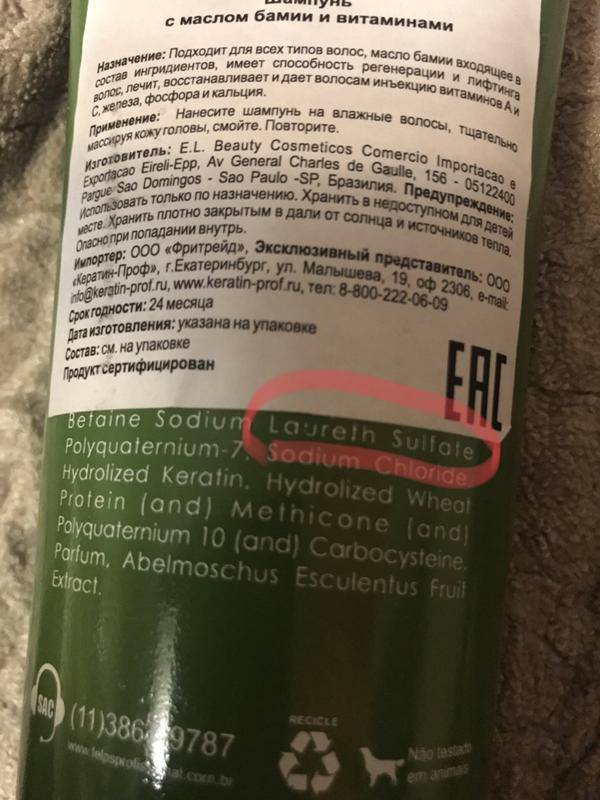 Шампунь
с маслом бамии и витаминами
Назначение: Подходит для всех типов волос, масло бамии входящее в
состав ингридиентов, имеет способность регенерации и лифтинга
волос, лечит, восстанавливает и дает волосам инъекцию витаминов А и
С, железа, фосфора и кальция.
Применение: Нанесите шампунь на влажные волосы, тщательно
массируя кожу головы, смойте. Повторите.
Изготовитель: E.L. Beauty Cosmeticos Comercio Importacao e
Exportacao Eireli-Epp, Av General Charles de Gaulle, 156 - 05122400
Pargue Sao Domingos - Sao Paulo -SP, Бразилия. Предупреждение:
Использовать только по назначению. Хранить в недоступном для детей
месте. Хранить плотно закрытым в дали от солнца и источников тепла.
Опасно при попадании внутрь.
Импортер: ООО «Фритрейд», Эксклюзивный представитель: ООО
«Кератин-Проф», г.Екатеринбург, ул. Малышева, 19, оф 2306, e-mail:
info@keratin-prof.ru, www.keratin-prof.ru, тел: 8-800-222-06-09
Срок годности: 24 месяца
Дата изготовления: указана на упаковке
Состав: см. на упаковке
Продукт сертифицирован
EAC
Betaine Sodium Laureth Sulfate
Polyquaternium-7, Sodium Chloride,
Hydrolized Keratin, Hydrolized Wheat
Protein (and) Methicone (and)
Polyquaternium 10 (and) Carbocysteine,
Parfum, Abelmoschus Esculentus Fruit
Extract.
SAC
(11)386 9787
RECICLE
Não testado
em animais